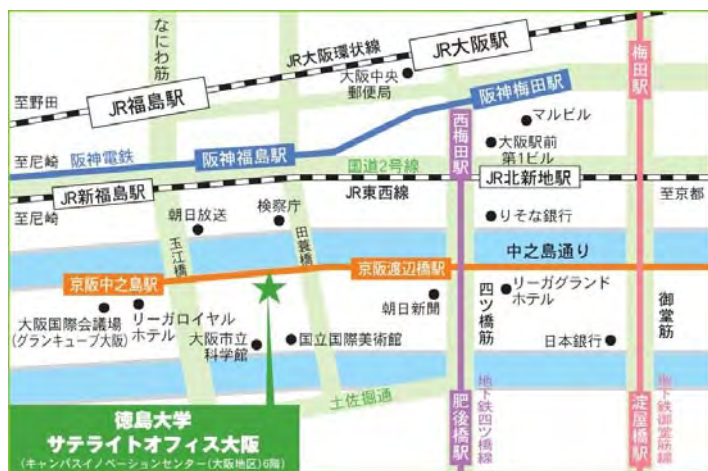 なにわ筋
JR大阪環状線
JR大阪駅
梅田駅
大阪中央
郵便局
至野田
JR福島駅
阪神梅田駅
マルビル
西梅田駅
大阪駅前
第1ビル
至尼崎
阪神電鉄
阪神福島駅
国道2号線
JR新福島駅
JR東西線
JR北新地駅
至尼崎
至京都
朝日放送
検察庁
りそな銀行
玉江橋
田蓑橋
中之島通り
京阪中之島駅
京阪渡辺橋駅
四ツ橋筋
リーガグランド
ホテル
御堂筋
大阪国際会議場
(グランキューブ大阪)
リーガロイヤル
ホテル
朝日新聞
大阪市立
科学館
国立国際美術館
日本銀行
土佐堀通
肥後橋駅
地下鉄四ツ橋線
淀屋橋駅
地下鉄御堂筋線
徳島大学
サテライトオフィス大阪
(キャンパスイノベーションセンター(大阪地区)6階)